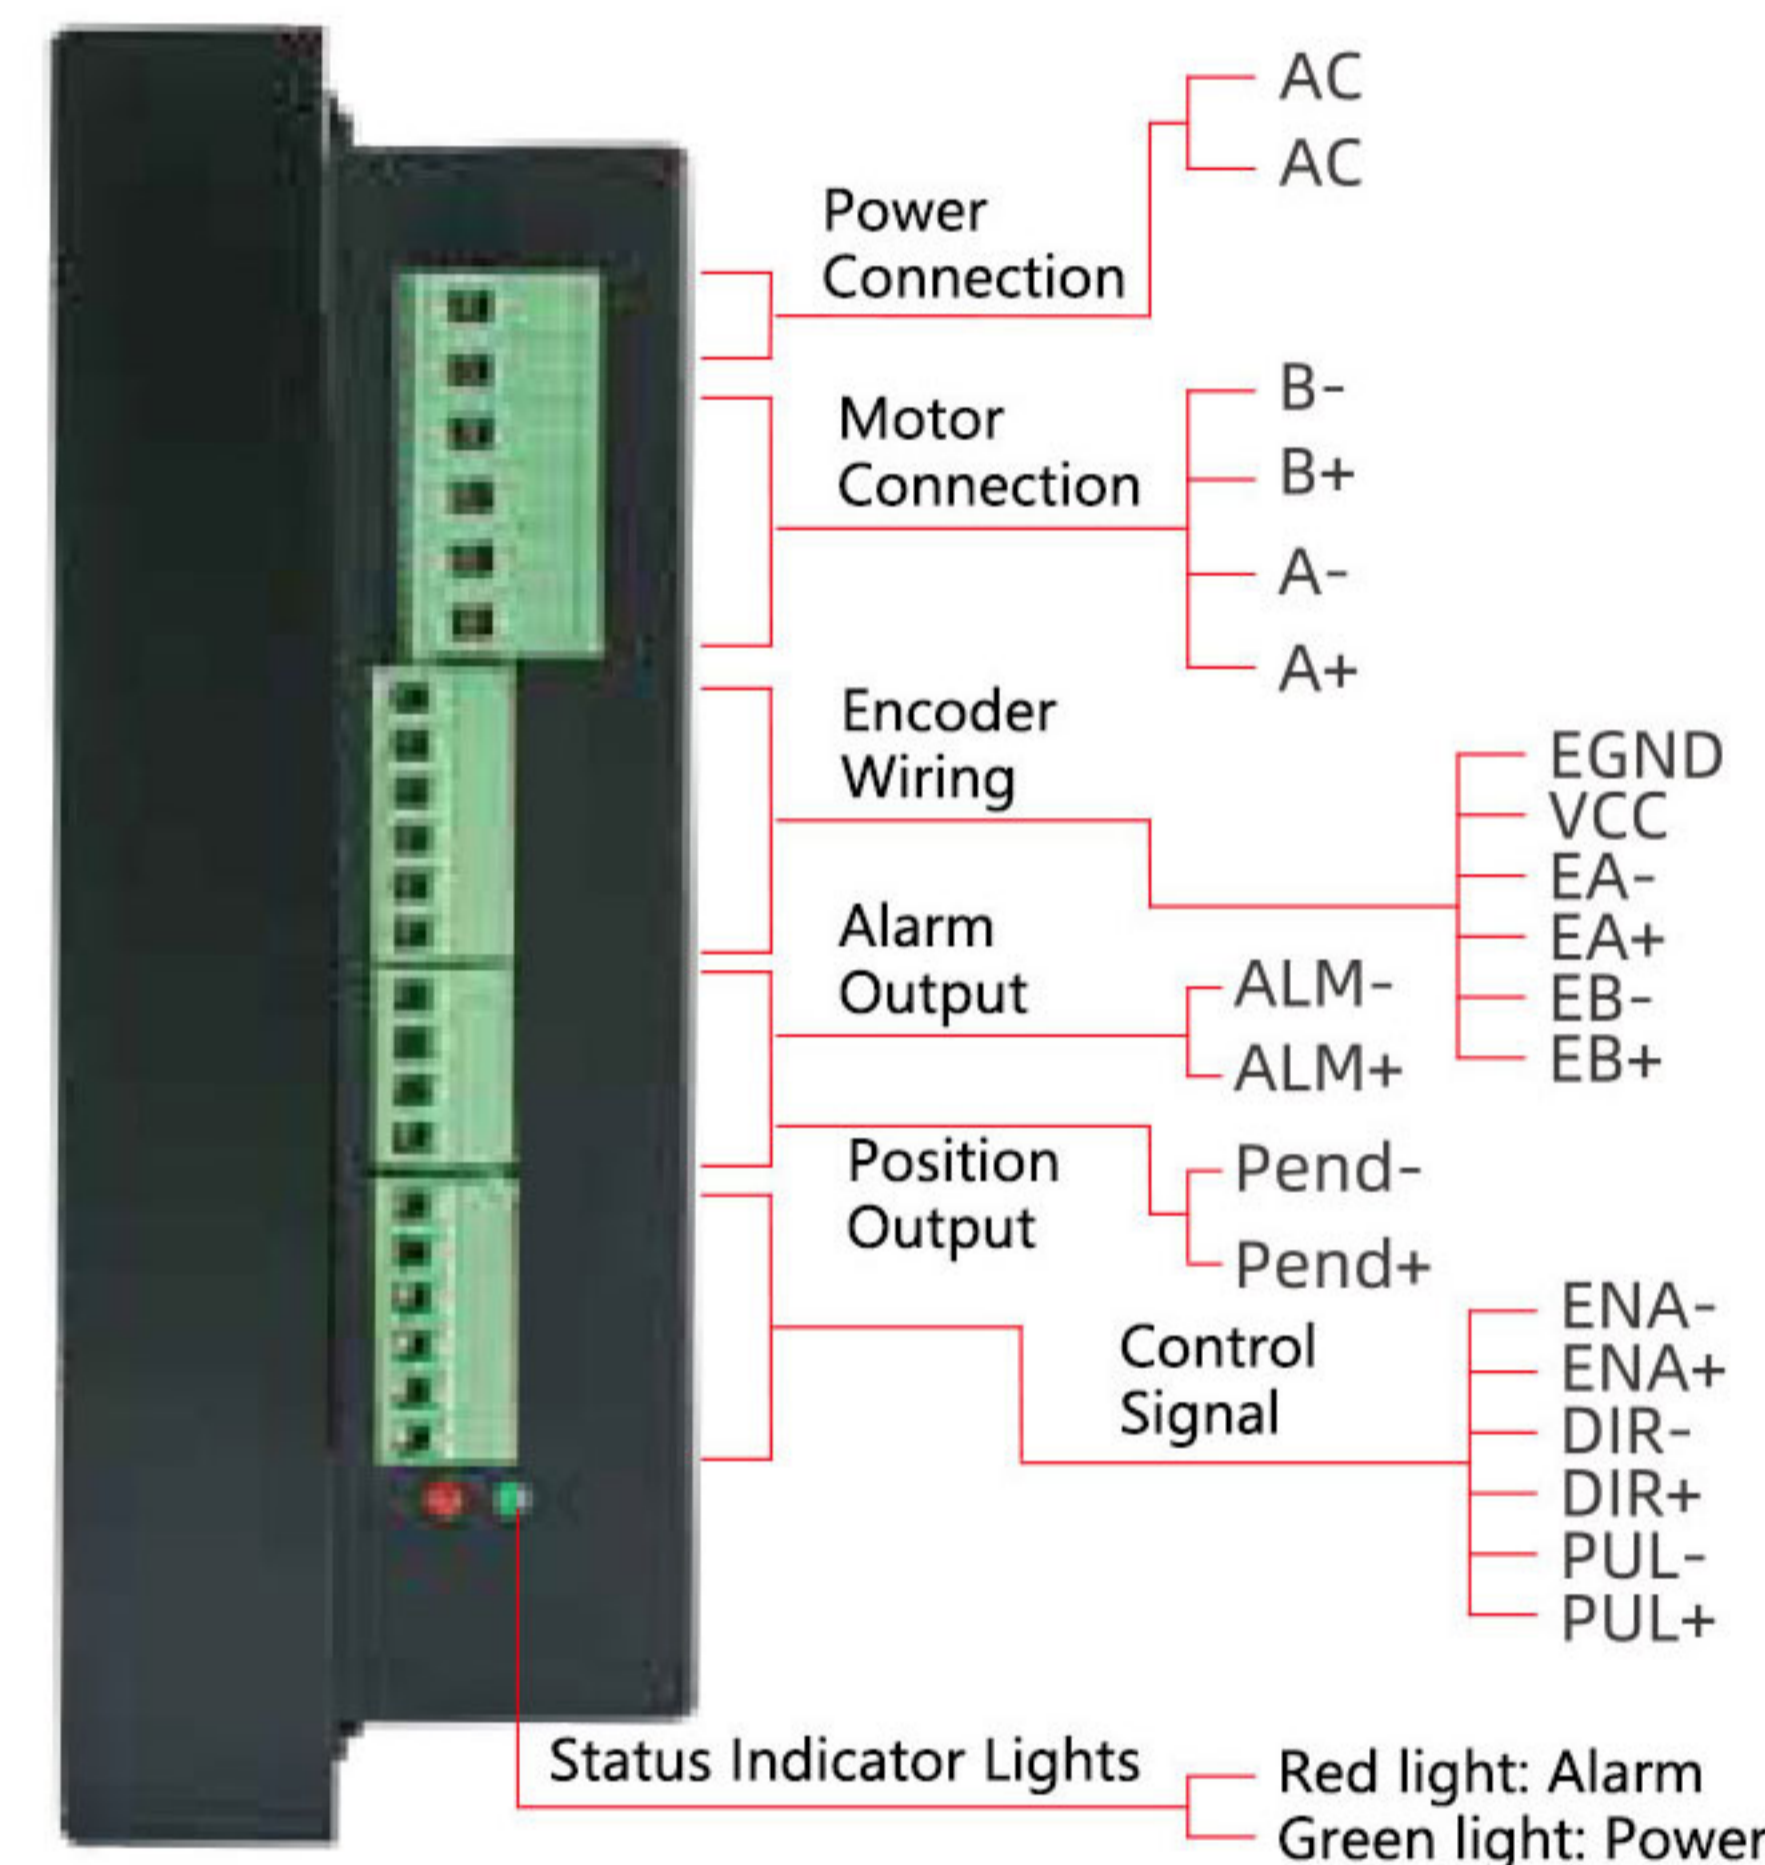 AC
AC
Power
Connection
B-
B+
A-
A+
Motor
Connection
Encoder
Wiring
EGND
VCC
EA-
EA+
EB-
EB+
Alarm
Output
ALM-
ALM+
Position
Output
Pend-
Pend+
Control
Signal
ENA-
ENA+
DIR-
DIR+
PUL-
PUL+
Status Indicator Lights
Red light: Alarm
Green light: Power